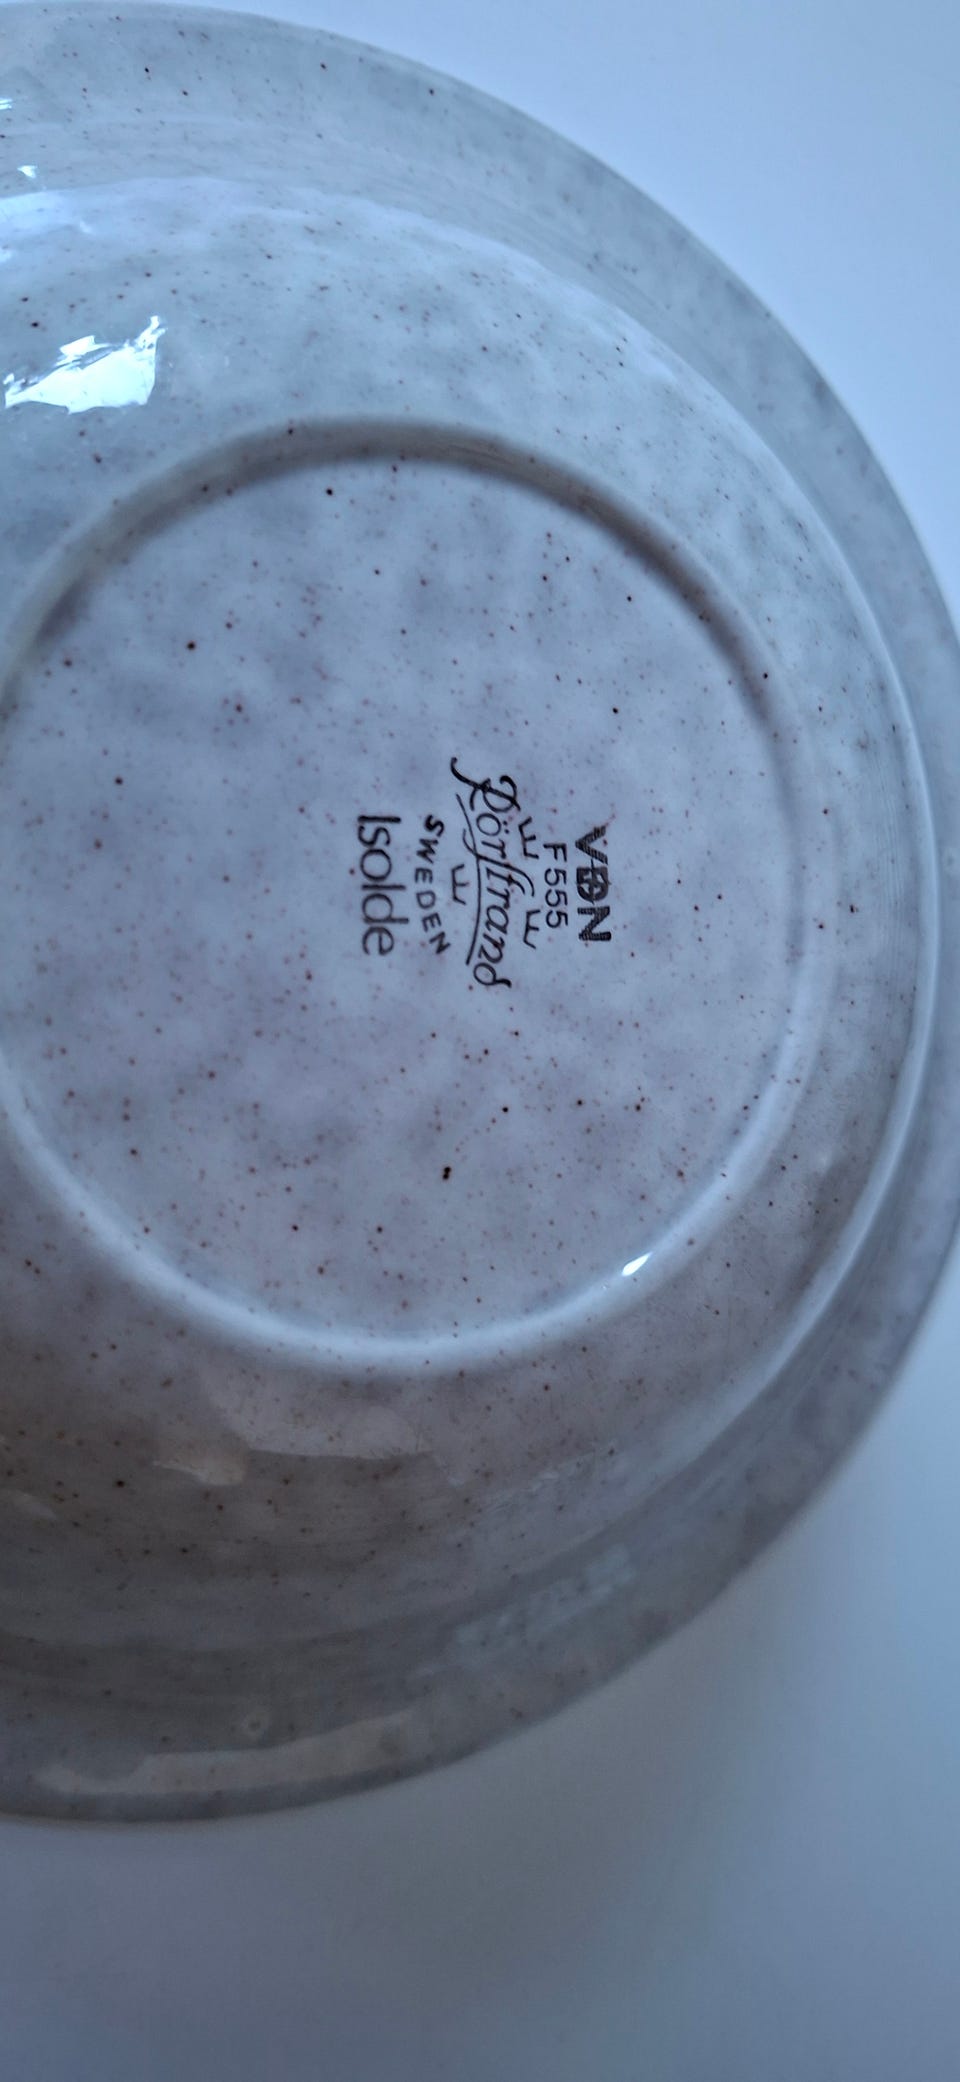 VDN
F555
Rörstrand
SWEDEN
Isolde